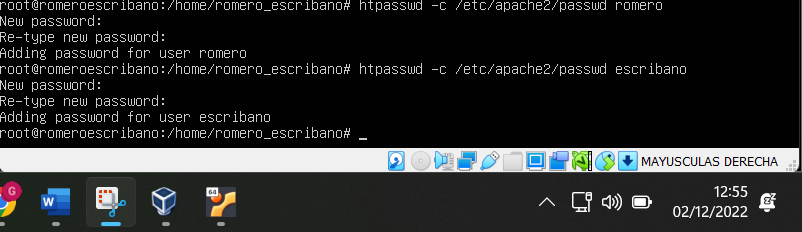 root@romeroescribano:/home/romero_escribano# htpasswd -c /etc/apache2/passwd romero
New password:
Re-type new password:
Adding password for user romero
root@romeroescribano:/home/romero_escribano# htpasswd -c /etc/apache2/passwd escribano
New password:
Re-type new password:
Adding password for user escribano
root@romeroescribano:/home/romero_escribano# _
MAYUSCULAS DERECHA
G
W
64
12:55
02/12/2022